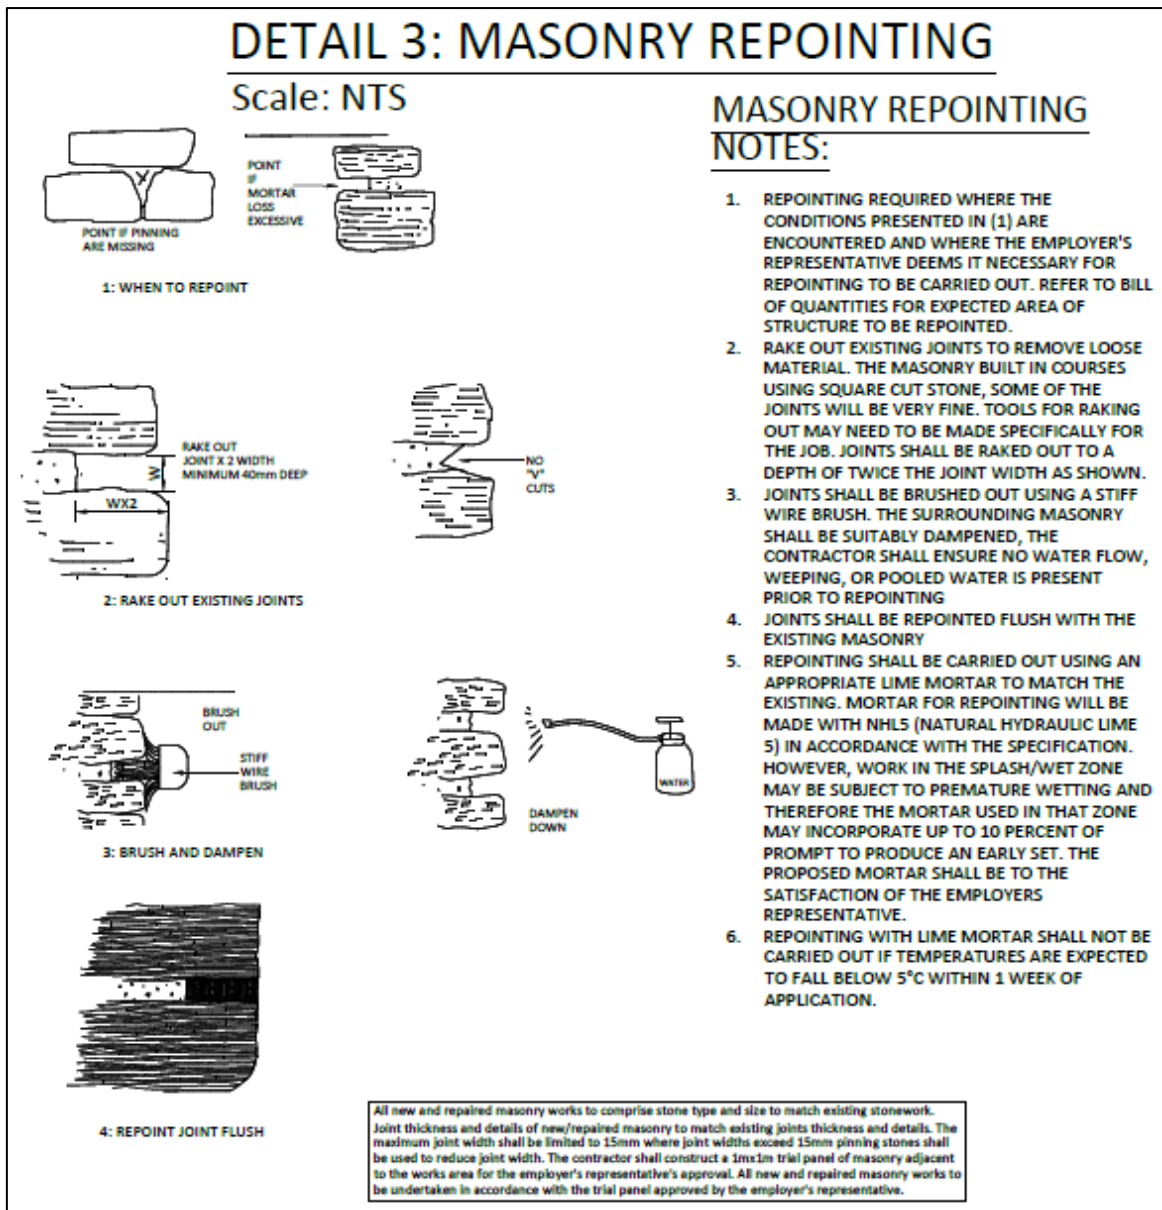 DETAIL 3: MASONRY REPOINTING
Scale: NTS
X
POINT IF PINNING
ARE MISSING
POINT
IF
MORTAR
LOSS
EXCESSIVE
1: WHEN TO REPOINT
RAKE OUT
JOINT X 2 WIDTH
MINIMUM 40mm DEEP
W
WX2
NO
"V"
CUTS
2: RAKE OUT EXISTING JOINTS
BRUSH
OUT
STIFF
WIRE
BRUSH
WATER
DAMPEN
DOWN
3: BRUSH AND DAMPEN
4: REPOINT JOINT FLUSH
MASONRY REPOINTING
NOTES:
1. REPOINTING REQUIRED WHERE THE
CONDITIONS PRESENTED IN (1) ARE
ENCOUNTERED AND WHERE THE EMPLOYER'S
REPRESENTATIVE DEEMS IT NECESSARY FOR
REPOINTING TO BE CARRIED OUT. REFER TO BILL
OF QUANTITIES FOR EXPECTED AREA OF
STRUCTURE TO BE REPOINTED.
2. RAKE OUT EXISTING JOINTS TO REMOVE LOOSE
MATERIAL. THE MASONRY BUILT IN COURSES
USING SQUARE CUT STONE, SOME OF THE
JOINTS WILL BE VERY FINE. TOOLS FOR RAKING
OUT MAY NEED TO BE MADE SPECIFICALLY FOR
THE JOB. JOINTS SHALL BE RAKED OUT TO A
DEPTH OF TWICE THE JOINT WIDTH AS SHOWN.
3. JOINTS SHALL BE BRUSHED OUT USING A STIFF
WIRE BRUSH. THE SURROUNDING MASONRY
SHALL BE SUITABLY DAMPENED, THE
CONTRACTOR SHALL ENSURE NO WATER FLOW,
WEEPING, OR POOLED WATER IS PRESENT
PRIOR TO REPOINTING
4. JOINTS SHALL BE REPOINTED FLUSH WITH THE
EXISTING MASONRY
5. REPOINTING SHALL BE CARRIED OUT USING AN
APPROPRIATE LIME MORTAR TO MATCH THE
EXISTING. MORTAR FOR REPOINTING WILL BE
MADE WITH NHL5 (NATURAL HYDRAULIC LIME
5) IN ACCORDANCE WITH THE SPECIFICATION.
HOWEVER, WORK IN THE SPLASH/WET ZONE
MAY BE SUBJECT TO PREMATURE WETTING AND
THEREFORE THE MORTAR USED IN THAT ZONE
MAY INCORPORATE UP TO 10 PERCENT OF
PROMPT TO PRODUCE AN EARLY SET. THE
PROPOSED MORTAR SHALL BE TO THE
SATISFACTION OF THE EMPLOYERS
REPRESENTATIVE.
6. REPOINTING WITH LIME MORTAR SHALL NOT BE
CARRIED OUT IF TEMPERATURES ARE EXPECTED
TO FALL BELOW 5°C WITHIN 1 WEEK OF
APPLICATION.
All new and repaired masonry works to comprise stone type and size to match existing stonework.
Joint thickness and details of new/repaired masonry to match existing joints thickness and details. The
maximum joint width shall be limited to 15mm where joint widths exceed 15mm pinning stones shall
be used to reduce joint width. The contractor shall construct a 1mx1m trial panel of masonry adjacent
to the works area for the employer's representative's approval. All new and repaired masonry works to
be undertaken in accordance with the trial panel approved by the employer's representative.